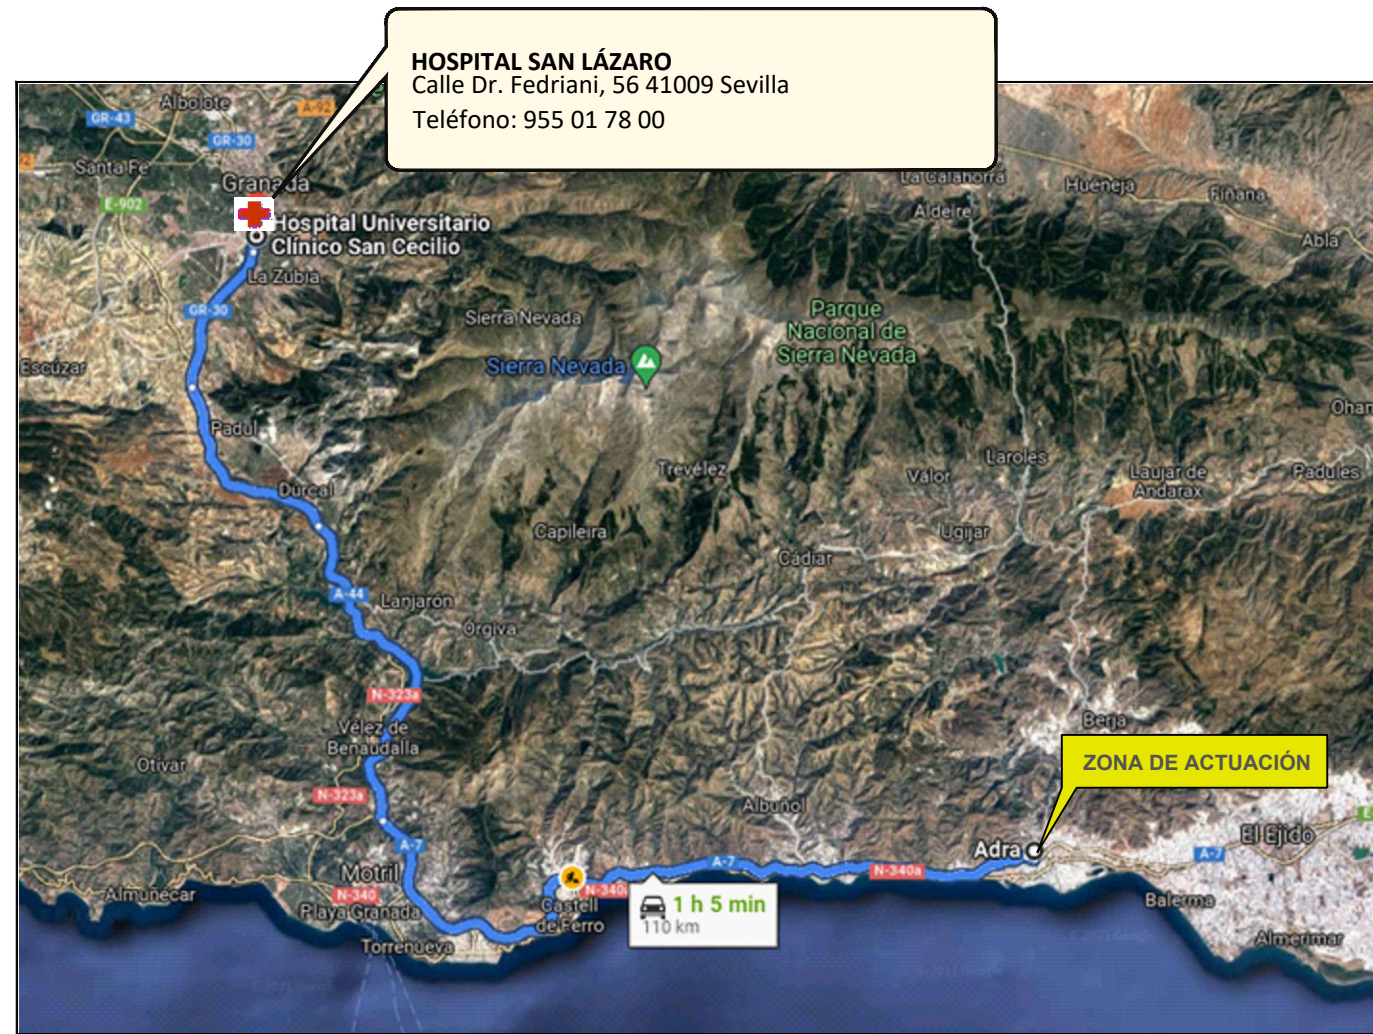 HOSPITAL SAN LÁZARO
Calle Dr. Fedriani, 56 41009 Sevilla
Teléfono: 955 01 78 00
Albolote
A-92
GR-43
GR-30
Santa Fe
Granada
E-902
Hospital Universitario
Clínico San Cecilio
La Zubia
GR-30
Escúzar
La Calahorra
Hueneja
Fiñana
Aldeire
Abla
Sierra Nevada
Parque
Nacional de
Sierra Nevada
Sierra Nevada
Padul
Dúrcal
Trevélez
Válor
Laroles
Laujar de
Andarax
Padules
Ohan
Capileira
Ugíjar
Cádiar
A-44
Lanjarón
Órgiva
N-323a
Vélez de
Benaudalla
Otívar
N-323a
Berja
ZONA DE ACTUACIÓN
Albuñol
El Ejido
A-7
Motril
A-7
Adra
A-7
N-340a
N-340
Almuñécar
Playa Granada
Castell
de Ferro
1 h 5 min
110 km
Balerma
Torrenueva
Almerimar